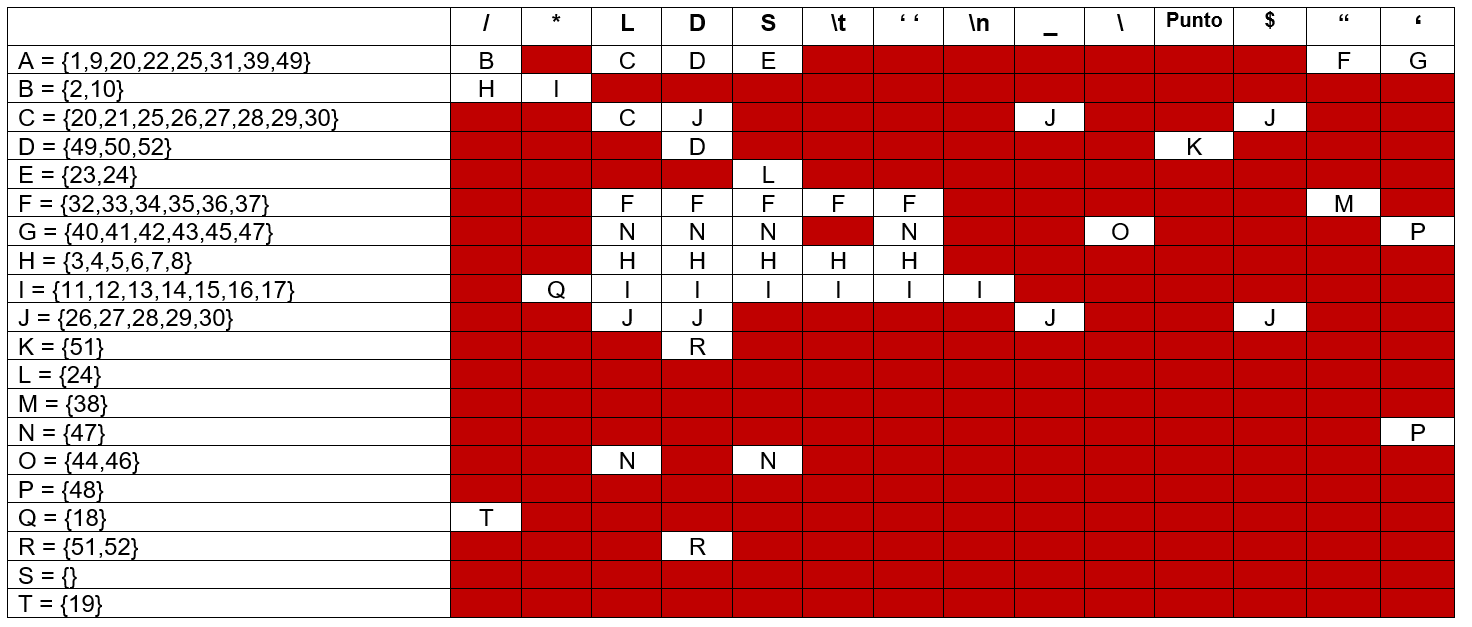 / * L D S \t ‘ ‘ \n _ \ Punto $ “ ‘
A = {1,9,20,22,25,31,39,49} B C D E F G
B = {2,10} H I
C = {20,21,25,26,27,28,29,30} C J J J
D = {49,50,52} D K
E = {23,24} L
F = {32,33,34,35,36,37} F F F F F M
G = {40,41,42,43,45,47} N N N N O P
H = {3,4,5,6,7,8} H H H H H
I = {11,12,13,14,15,16,17} Q I I I I I I
J = {26,27,28,29,30} J J J J
K = {51} R
L = {24}
M = {38}
N = {47} P
O = {44,46} N N
P = {48}
Q = {18} T
R = {51,52} R
S = {}
T = {19}